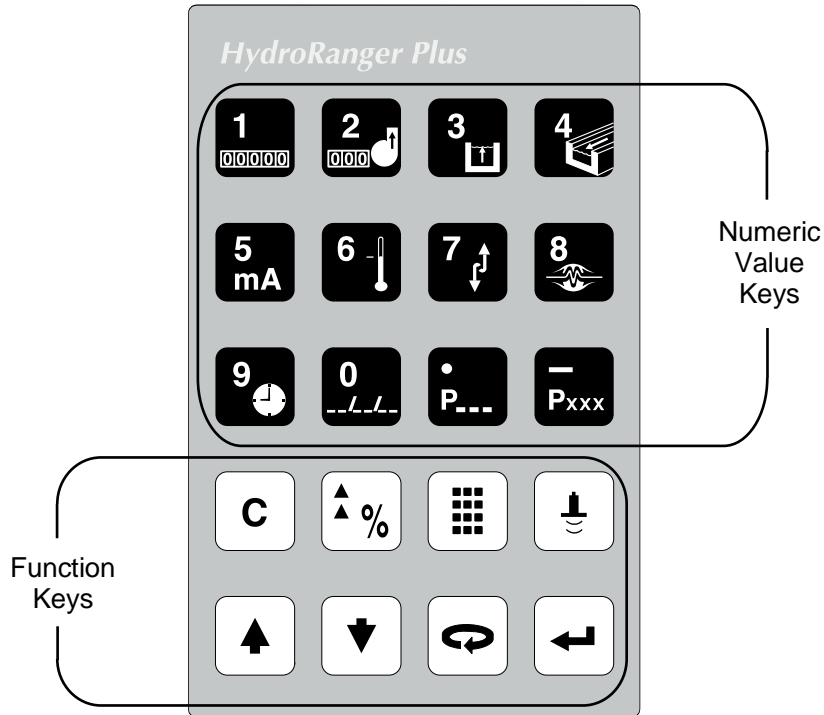 HydroRanger Plus
1 2 3 4
00000 000
Numeric
Value
Keys
5 6 7 8
mA
9 0 • –
--/--/-- P--- Pxxx
C %
Function
Keys